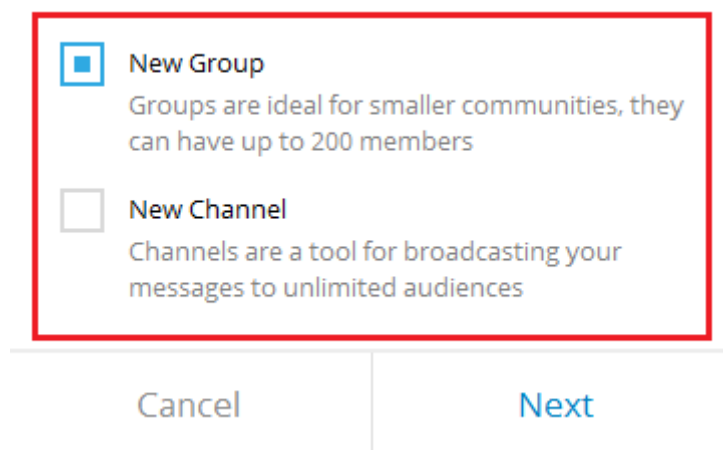 New Group
Groups are ideal for smaller communities, they
can have up to 200 members
New Channel
Channels are a tool for broadcasting your
messages to unlimited audiences
Cancel
Next